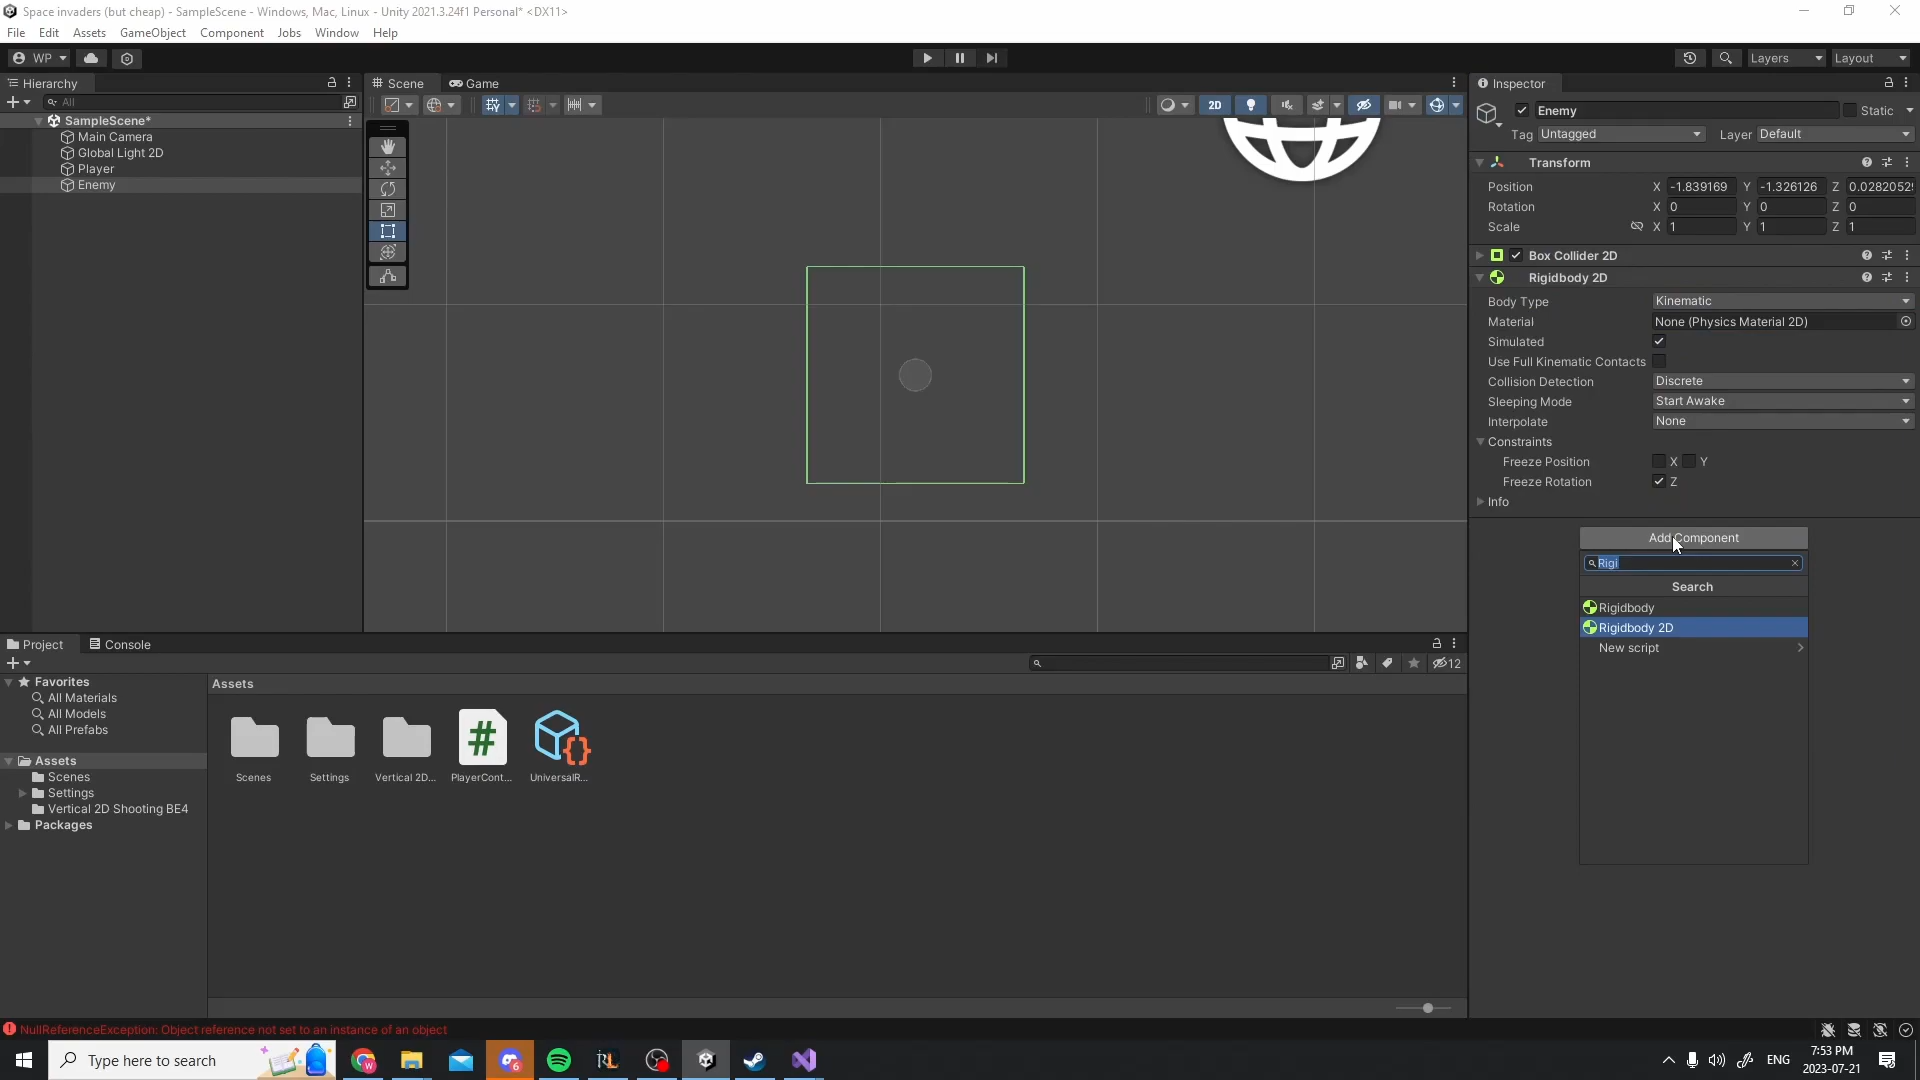 Space invaders (but cheap) - SampleScene - Windows, Mac, Linux - Unity 2021.3.24f1 Personal* <DX11>
File Edit Assets GameObject Component Jobs Window Help
WP Layers Layout
Hierarchy
All
SampleScene*
Main Camera
Global Light 2D
Player
Enemy
Scene Game
2D
Inspector
Enemy Static
Tag Untagged Layer Default
Transform
Position X -1.839169 Y -1.326126 Z 0.0282052
Rotation X 0 Y 0 Z 0
Scale X 1 Y 1 Z 1
Box Collider 2D
Rigidbody 2D
Body Type Kinematic
Material None (Physics Material 2D)
Simulated
Use Full Kinematic Contacts
Collision Detection Discrete
Sleeping Mode Start Awake
Interpolate None
Constraints
Freeze Position X Y
Freeze Rotation Z
Info
Add Component
Rigi
Search
Rigidbody
Rigidbody 2D
New script
Project Console
12
Favorites
All Materials
All Models
All Prefabs
Assets
Scenes
Settings
Vertical 2D Shooting BE4
Packages
Assets
Scenes Settings Vertical 2D... PlayerCont... UniversalR...
NullReferenceException: Object reference not set to an instance of an object
Type here to search
6
ENG
7:53 PM
2023-07-21